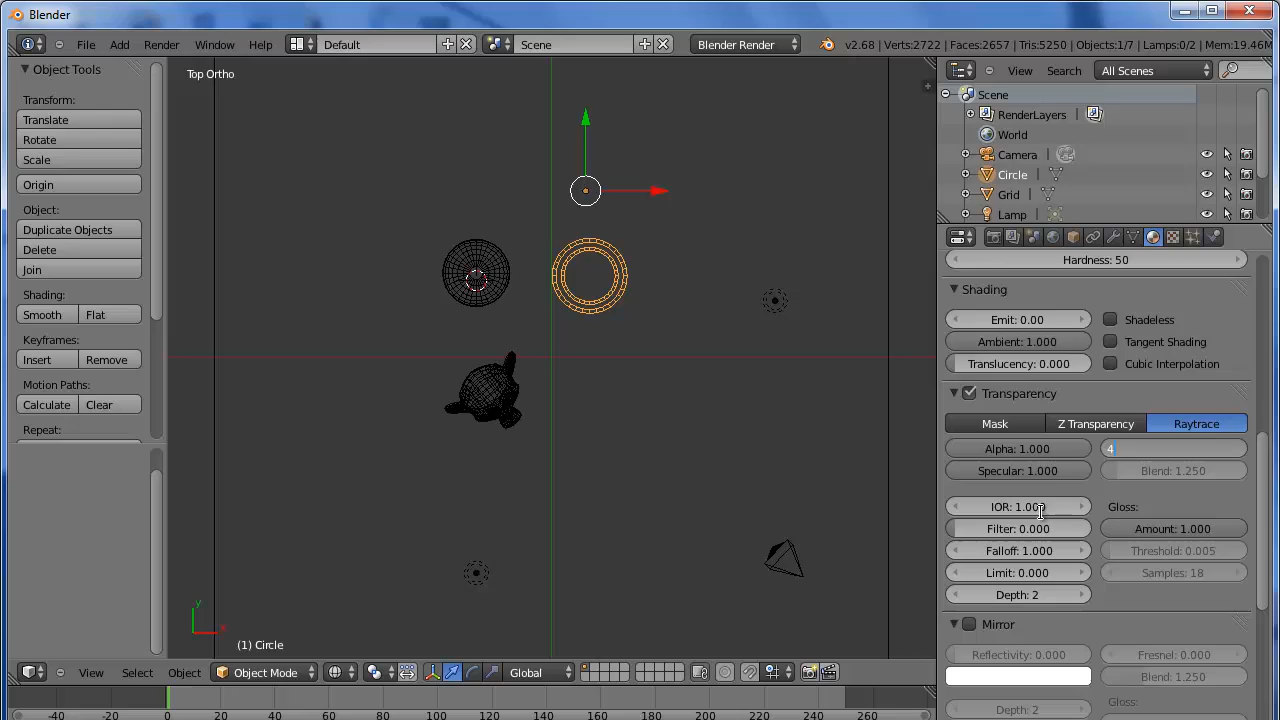 Blender
File Add Render Window Help Default Scene Blender Render v2.68 | Verts:2722 | Faces:2657 | Tris:5250 | Objects:1/7 | Lamps:0/2 | Mem:19.46M
Object Tools
Transform:
Translate
Rotate
Scale
Origin
Object:
Duplicate Objects
Delete
Join
Shading:
Smooth Flat
Keyframes:
Insert Remove
Motion Paths:
Calculate Clear
Repeat:
Top Ortho
y
x
(1) Circle
View Select Object Object Mode Global
-40 -20 0 20 40 60 80 100 120 140 160 180 200 220 240 260
View Search All Scenes
Scene
RenderLayers |
World
Camera |
Circle |
Grid |
Lamp |
Hardness: 50
Shading
Emit: 0.00 Shadeless
Ambient: 1.000 Tangent Shading
Translucency: 0.000 Cubic Interpolation
Transparency
Mask Z Transparency Raytrace
Alpha: 1.000 4
Specular: 1.000 Blend: 1.250
IOR: 1.000 Gloss:
Filter: 0.000 Amount: 1.000
Falloff: 1.000 Threshold: 0.005
Limit: 0.000 Samples: 18
Depth: 2
Mirror
Reflectivity: 0.000 Fresnel: 0.000
Blend: 1.250
Depth: 2 Gloss: